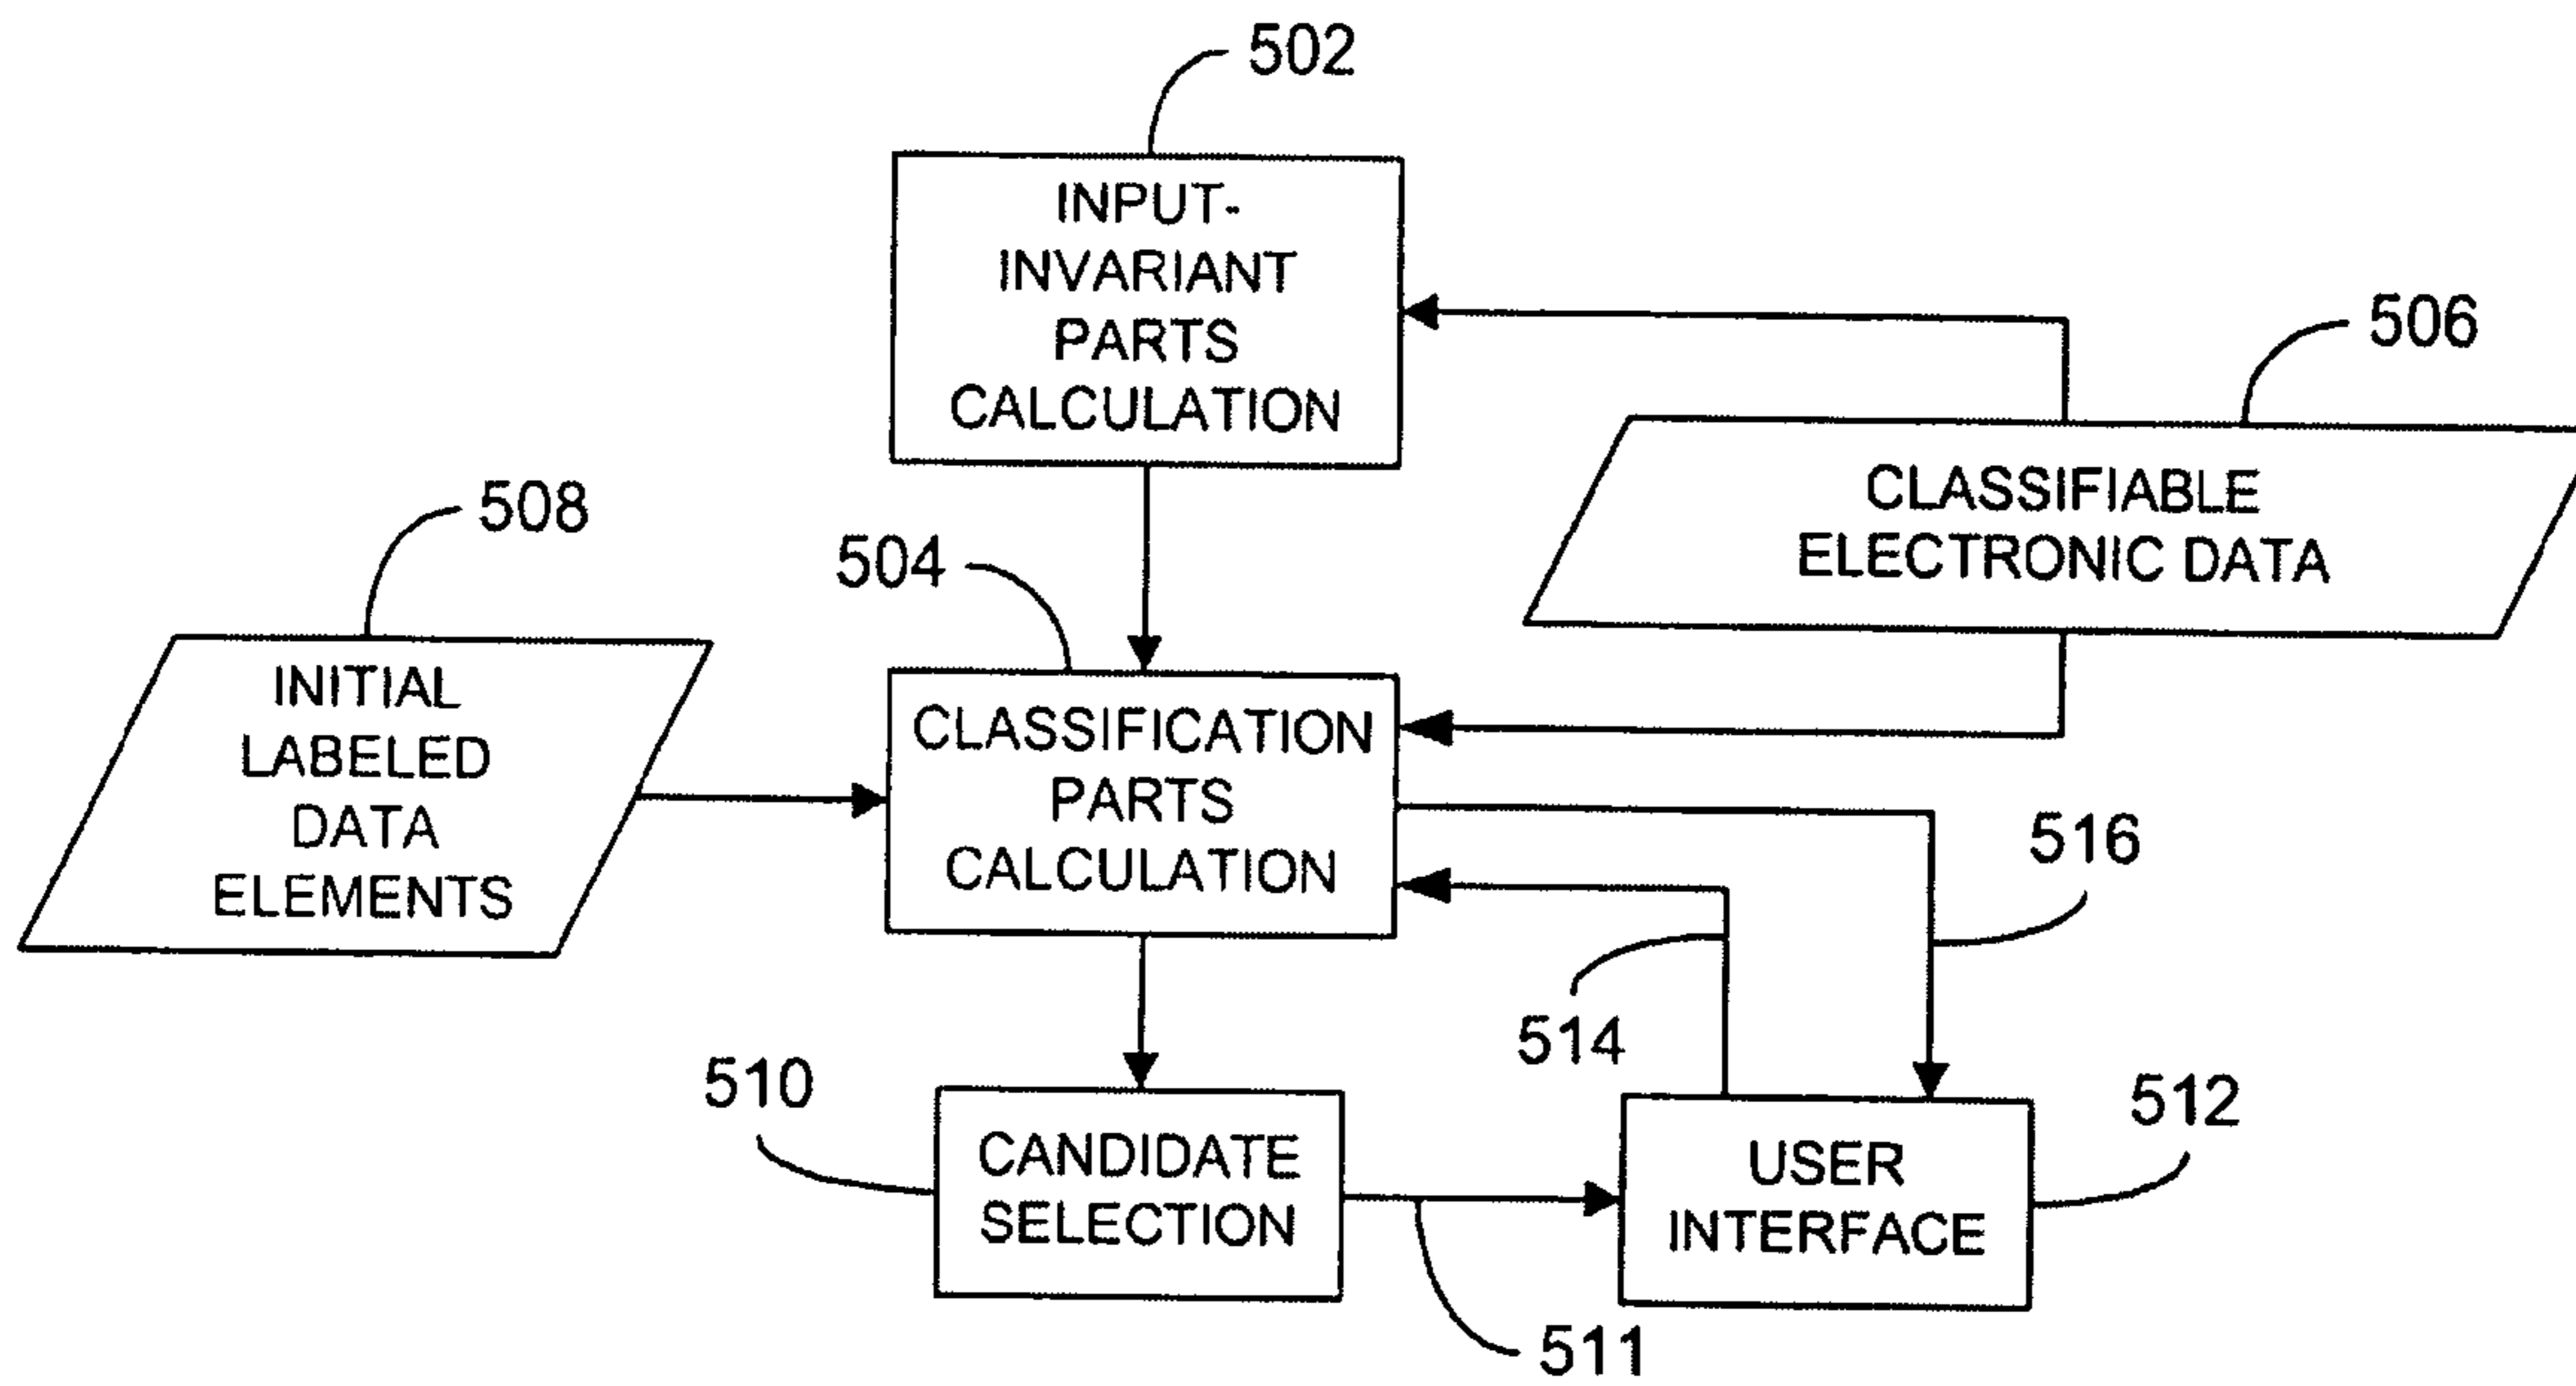 502
INPUT-
INVARIANT
PARTS
CALCULATION
506
CLASSIFIABLE
ELECTRONIC DATA
508
INITIAL
LABELED
DATA
ELEMENTS
504
CLASSIFICATION
PARTS
CALCULATION
516
514
510
CANDIDATE
SELECTION
511
512
USER
INTERFACE